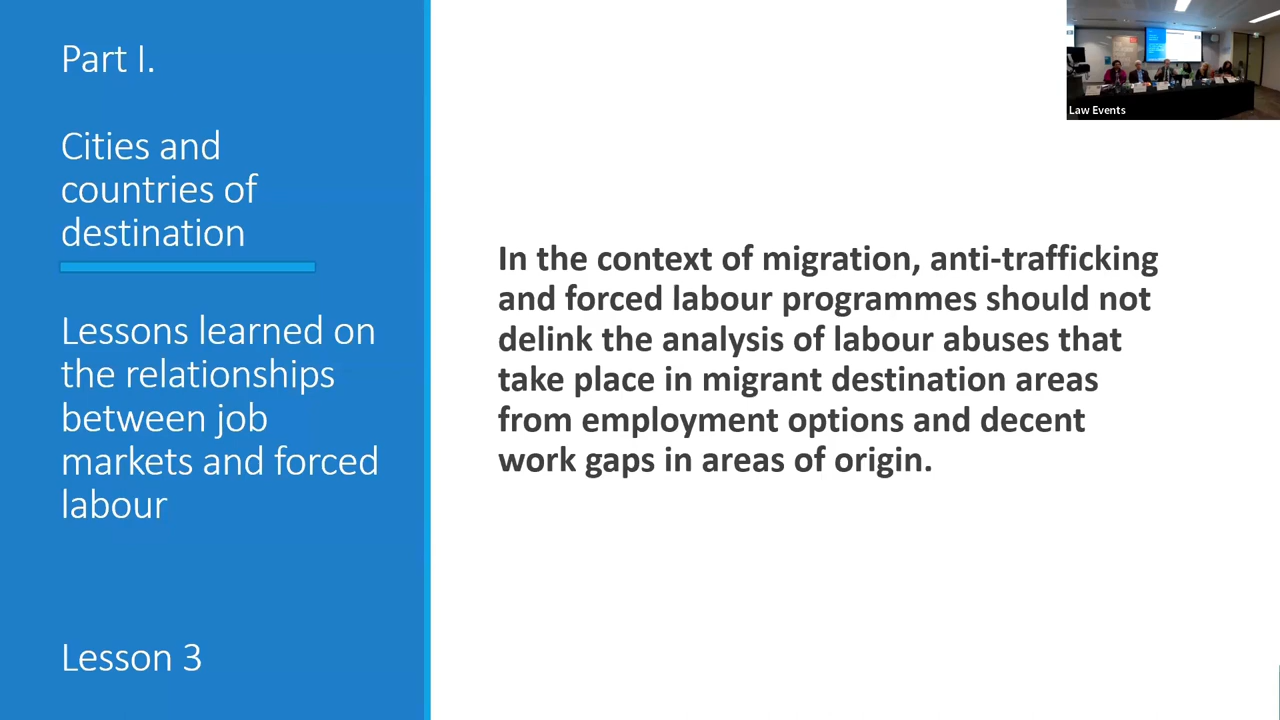 Part I.
Cities and
countries of
destination
Lessons learned on
the relationships
between job
markets and forced
labour
Lesson 3
In the context of migration, anti-trafficking
and forced labour programmes should not
delink the analysis of labour abuses that
take place in migrant destination areas
from employment options and decent
work gaps in areas of origin.
Law Events